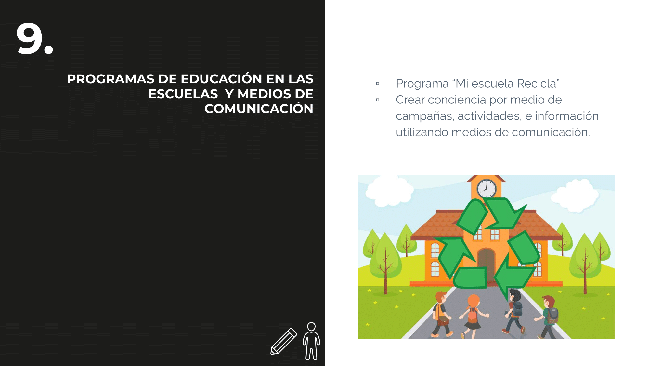 9.
PROGRAMAS DE EDUCACIÓN EN LAS
ESCUELAS Y MEDIOS DE
COMUNICACIÓN
▫ Programa “Mi escuela Recicla”
▫ Crear conciencia por medio de
campañas, actividades, e información
utilizando medios de comunicación.